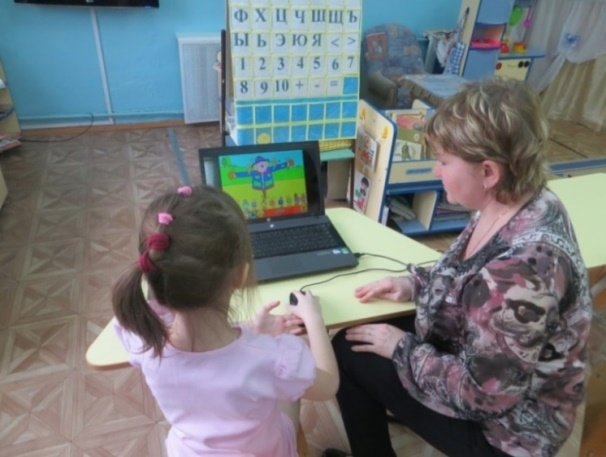 Ф Х Ц Ч Ш Щ Ъ
Ы Ь Э Ю Я < >
1 2 3 4 5 6 7
8 9 10 + - =